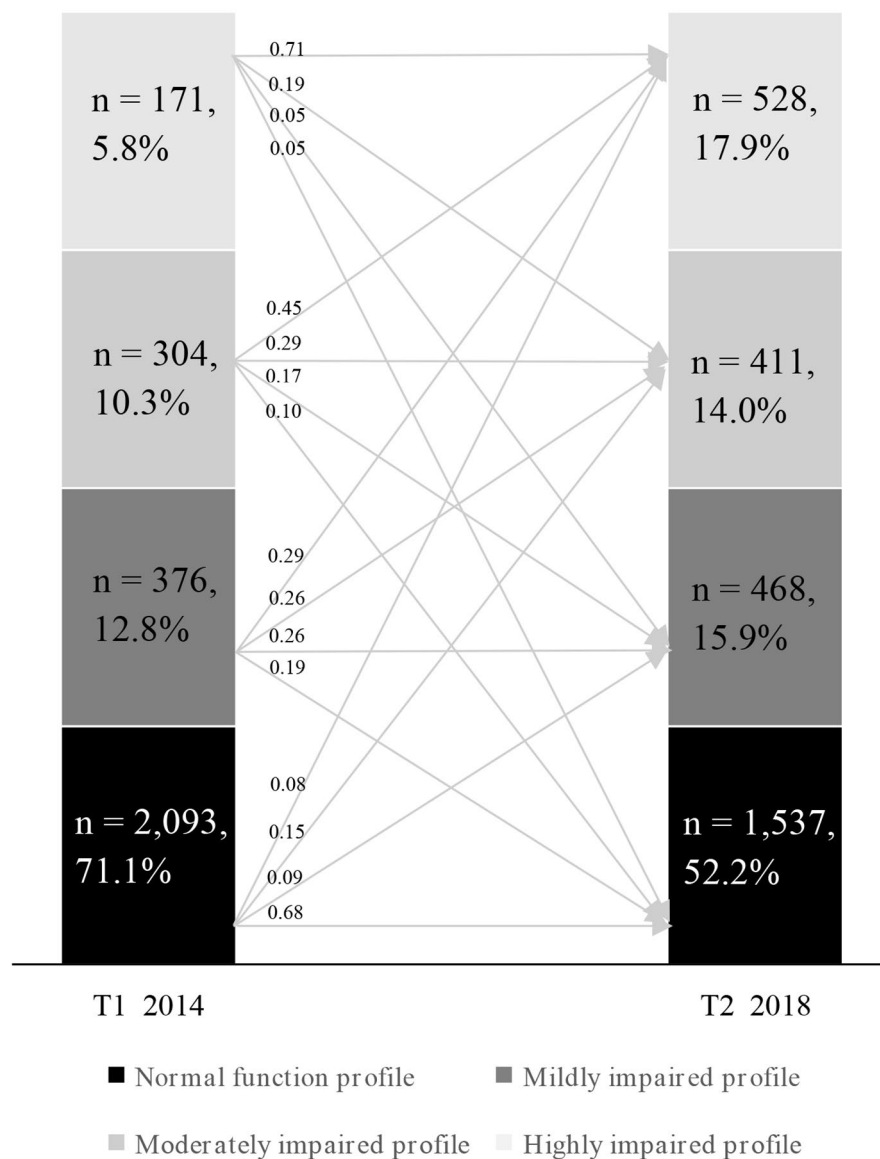 n = 171,
5.8%
0.71
0.19
0.05
0.05
n = 528,
17.9%
n = 304,
10.3%
0.45
0.29
0.17
0.10
n = 411,
14.0%
n = 376,
12.8%
0.29
0.26
0.26
0.19
n = 468,
15.9%
n = 2,093,
71.1%
0.08
0.15
0.09
0.68
n = 1,537,
52.2%
T1 2014
T2 2018
Normal function profile
Mildly impaired profile
Moderately impaired profile
Highly impaired profile